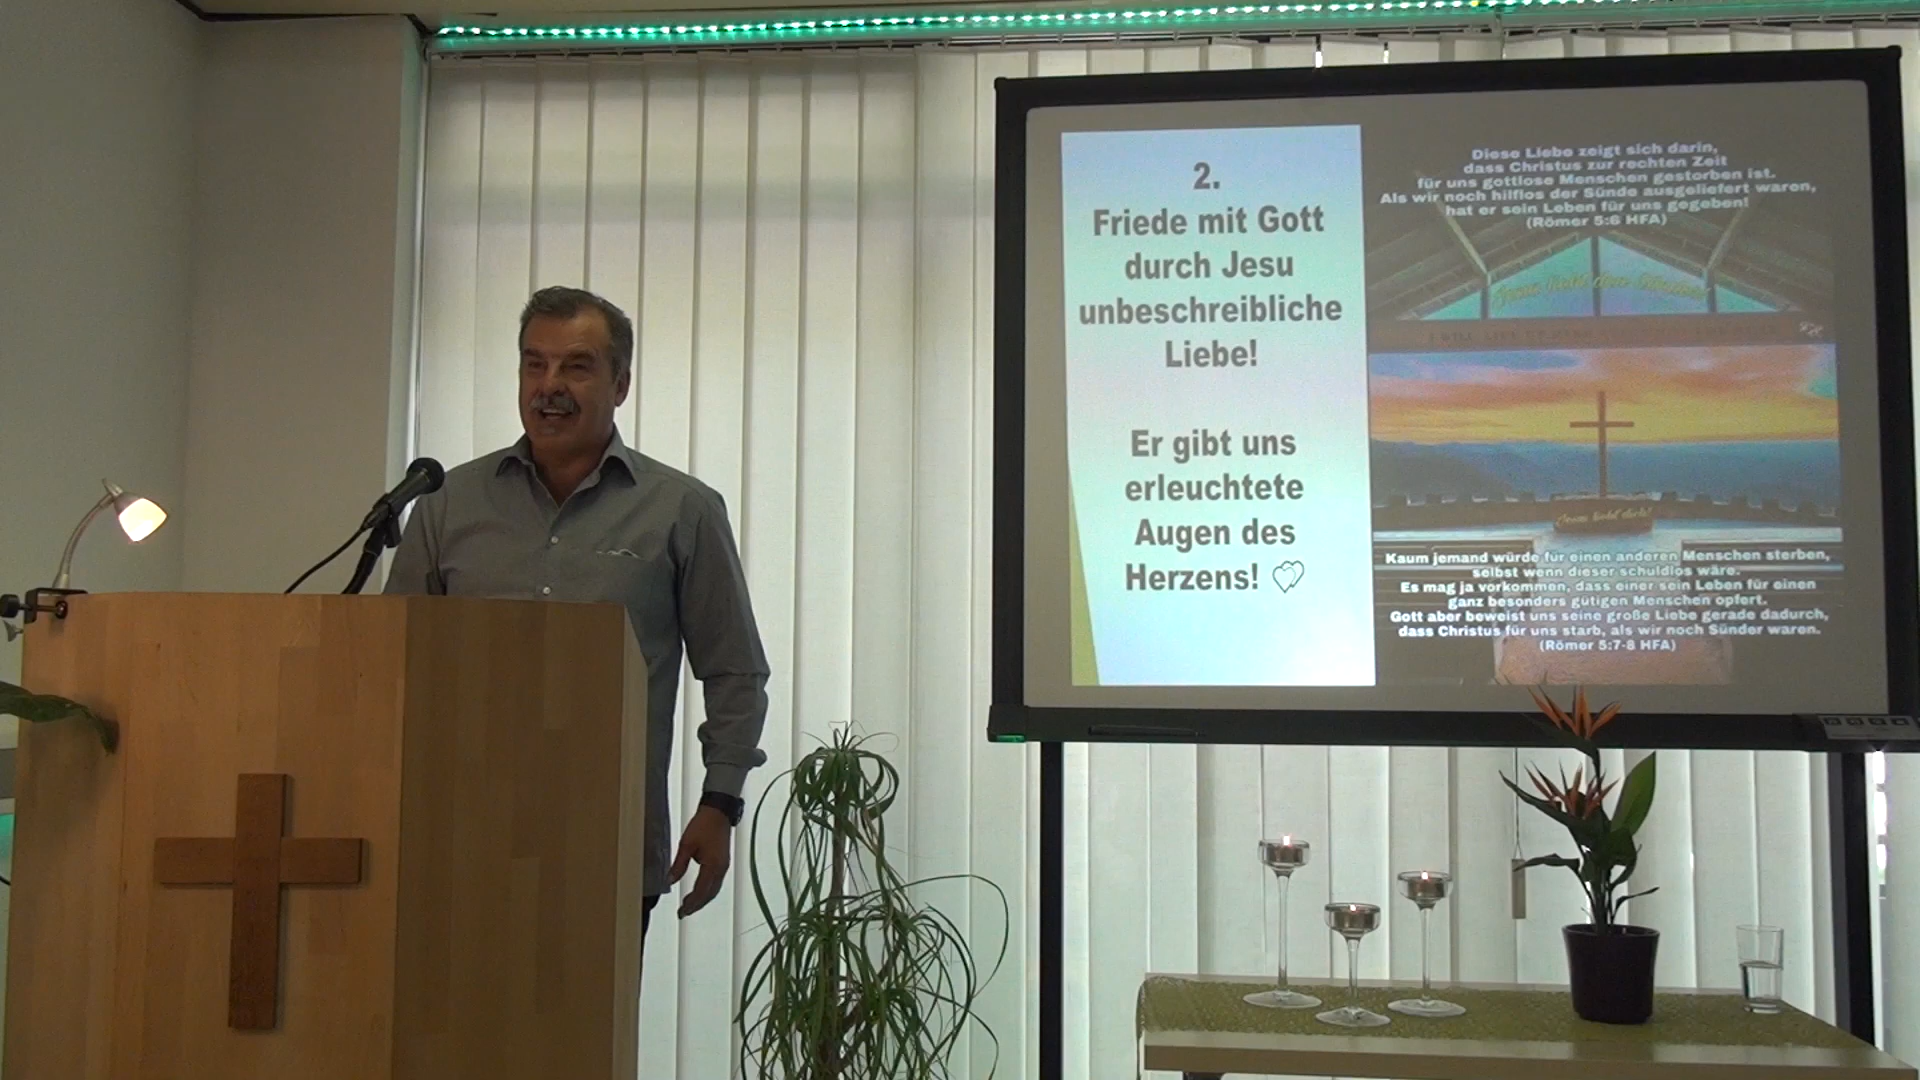 2.
Friede mit Gott
durch Jesu
unbeschreibliche
Liebe!
Er gibt uns
erleuchtete
Augen des
Herzens!
Diese Liebe zeigt sich darin,
dass Christus zur rechten Zeit
für uns gottlose Menschen gestorben ist.
Als wir noch hilflos der Sünde ausgeliefert waren,
hat er sein Leben für uns gegeben!
(Römer 5:6 HFA)
Jesus liebt dich!
Kaum jemand würde für einen anderen Menschen sterben,
selbst wenn dieser schuldlos wäre.
Es mag ja vorkommen, dass einer sein Leben für einen
ganz besonders gütigen Menschen opfert.
Gott aber beweist uns seine große Liebe gerade dadurch,
dass Christus für uns starb, als wir noch Sünder waren.
(Römer 5:7-8 HFA)